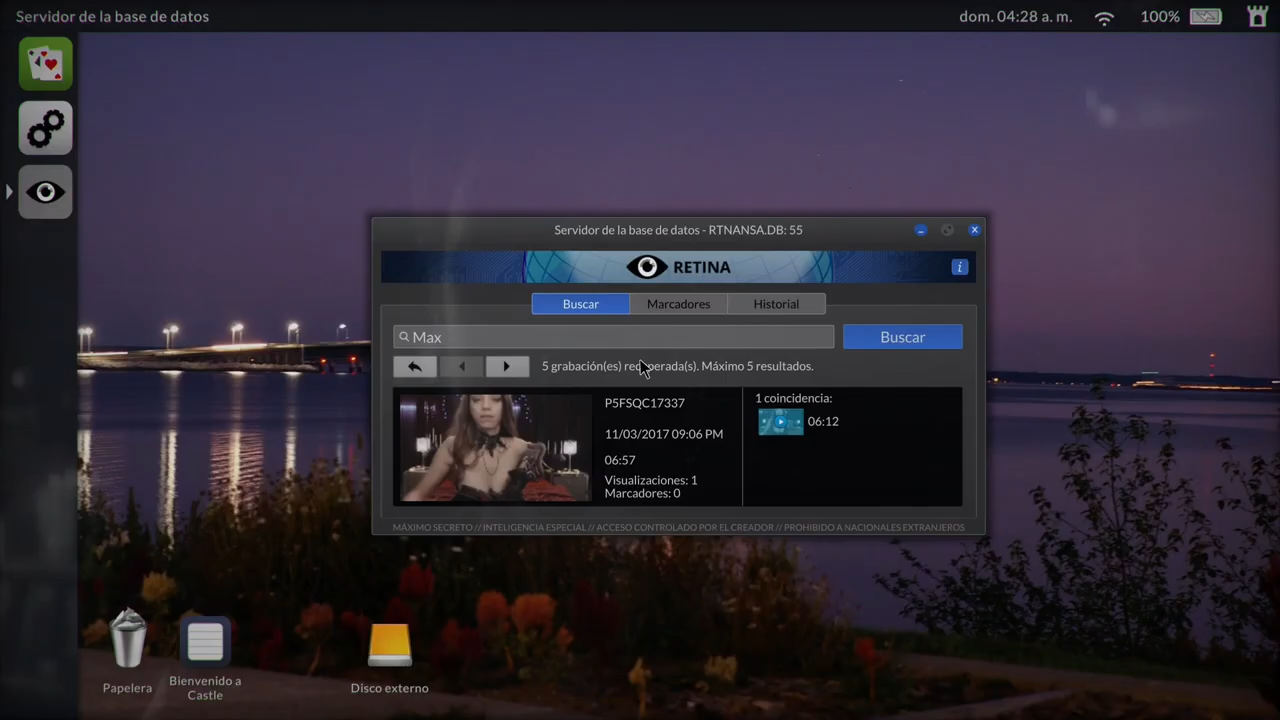 Servidor de la base de datos
dom. 04:28 a. m.
100%
Servidor de la base de datos - RTNANSA.DB: 55
RETINA
i
Buscar
Marcadores
Historial
Max
Buscar
5 grabación(es) recuperada(s). Máximo 5 resultados.
P5FSQC17337
11/03/2017 09:06 PM
06:57
Visualizaciones: 1
Marcadores: 0
1 coincidencia:
06:12
MÁXIMO SECRETO // INTELIGENCIA ESPECIAL // ACCESO CONTROLADO POR EL CREADOR // PROHIBIDO A NACIONALES EXTRANJEROS
Papelera
Bienvenido a
Castle
Disco externo